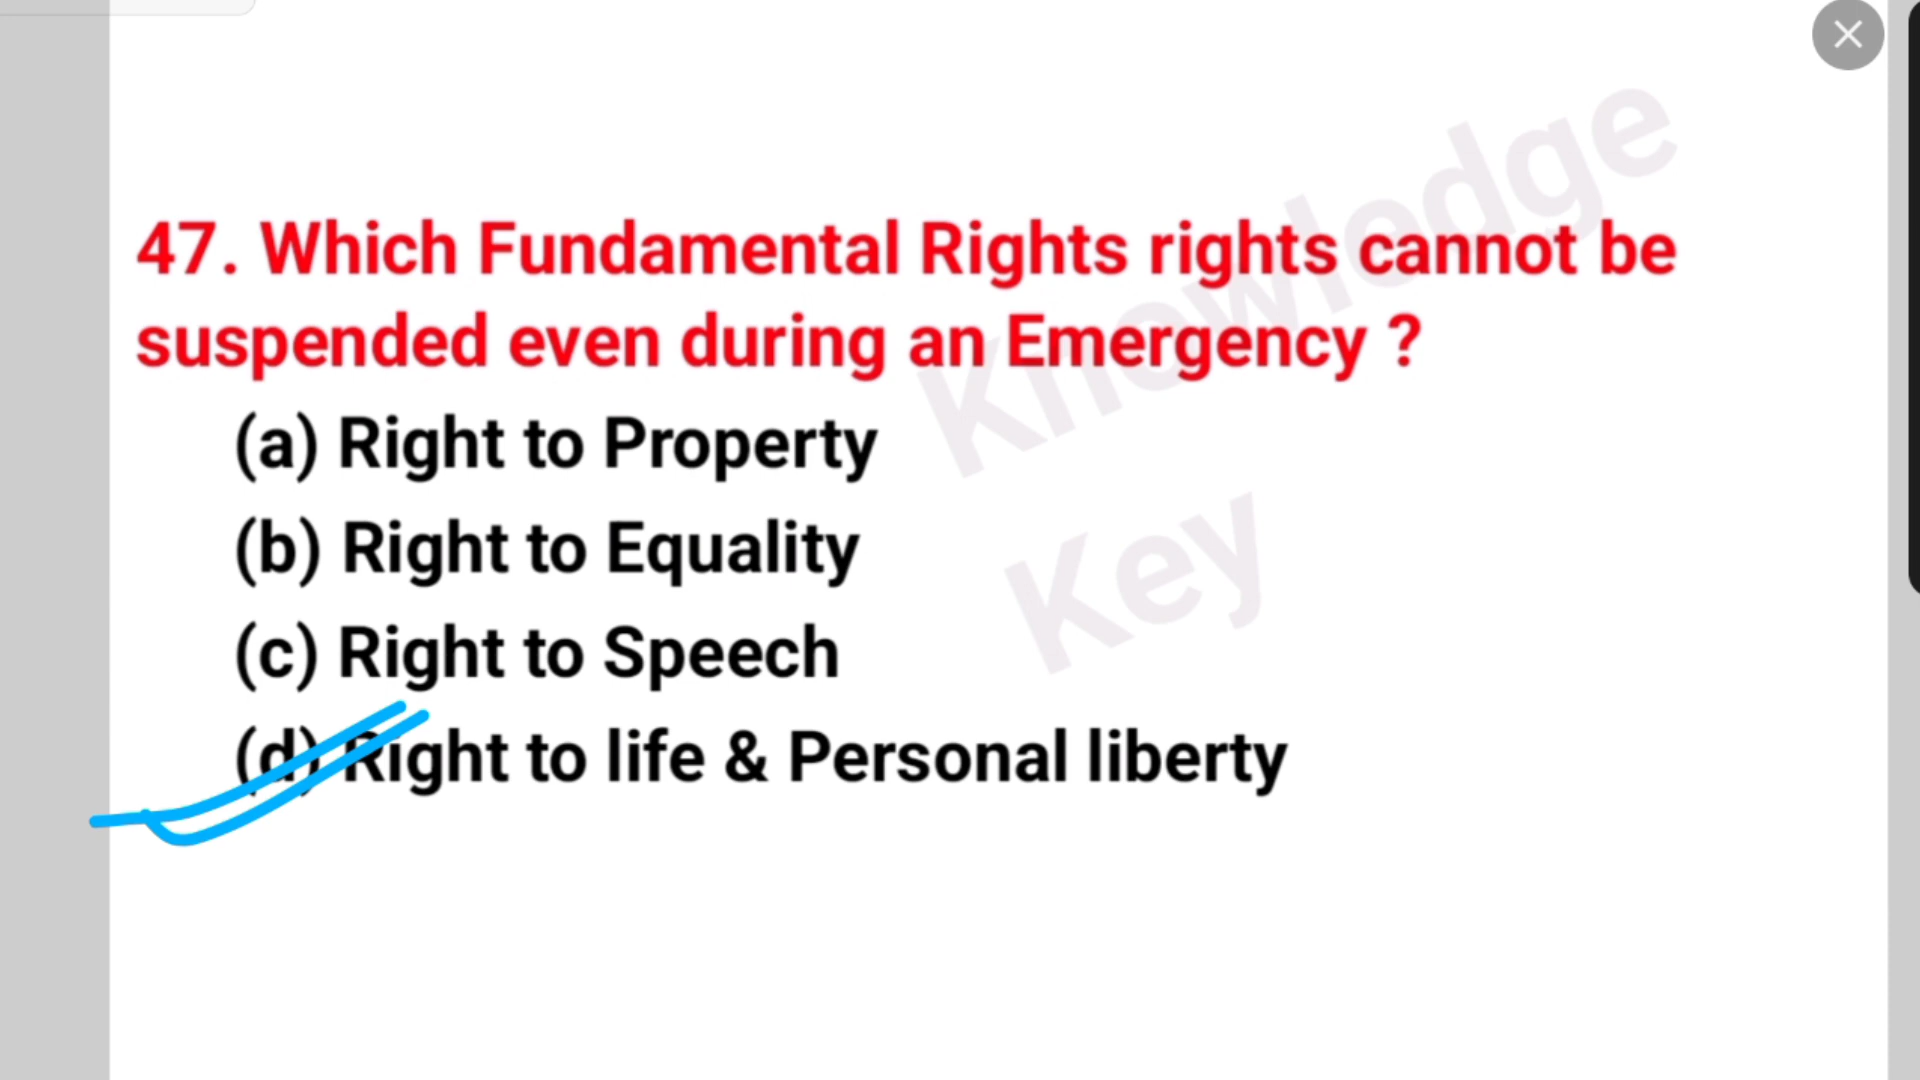 47. Which Fundamental Rights rights cannot be
suspended even during an Emergency ?
(a) Right to Property
(b) Right to Equality
(c) Right to Speech
(d) Right to life & Personal liberty
Knowledge
Key